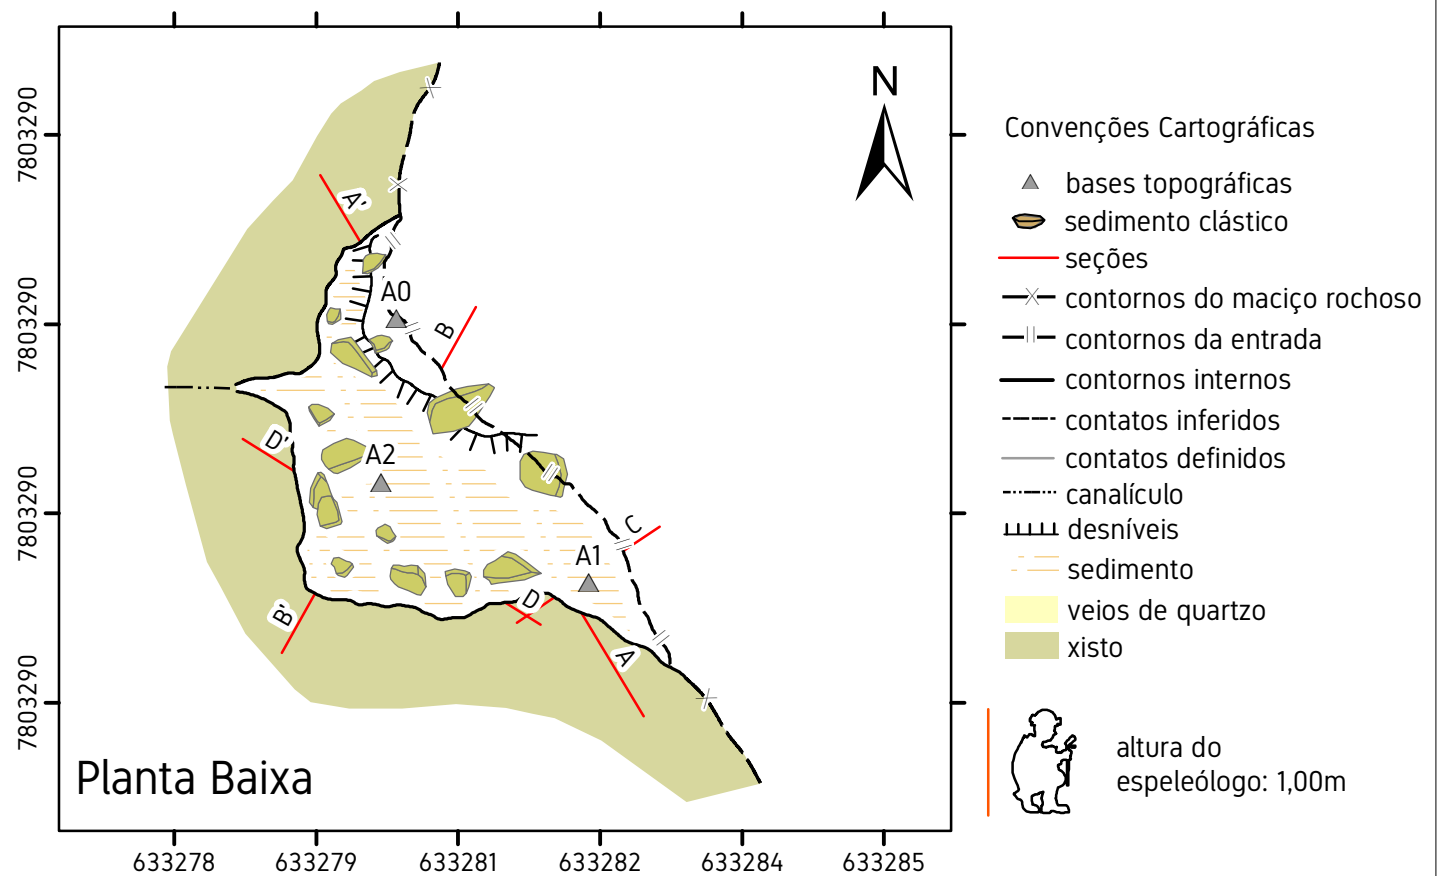 7803290
7803290
7803290
7803290
N
A'
A0
B
D'
A2
C
A1
D
B'
A
Planta Baixa
633278
633279
633281
633282
633284
633285
Convenções Cartográficas
bases topográficas
sedimento clástico
seções
contornos do maciço rochoso
contornos da entrada
contornos internos
contatos inferidos
contatos definidos
canalículo
desníveis
sedimento
veios de quartzo
xisto
altura do
espeleólogo: 1,00m